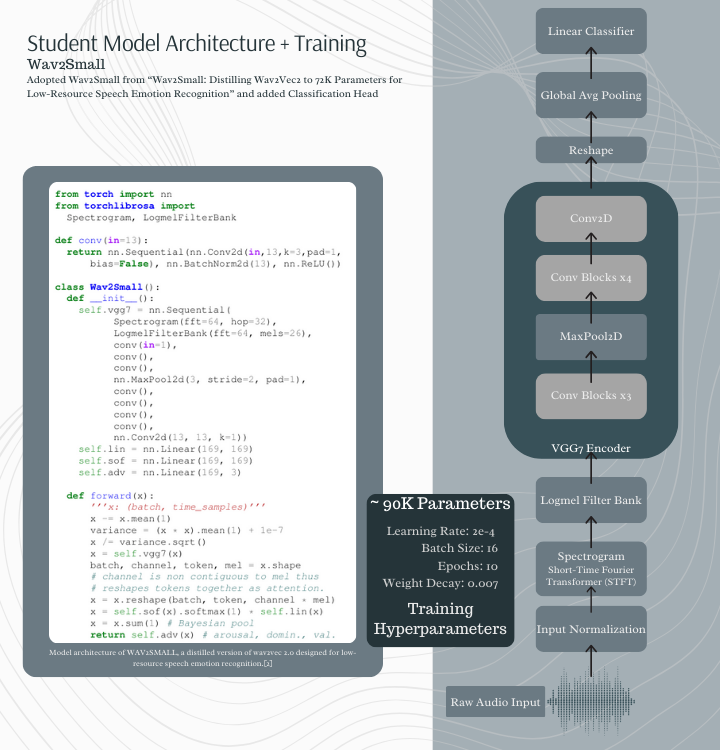 Student Model Architecture + Training
Wav2Small
Adopted Wav2Small from “Wav2Small: Distilling Wav2Vec2 to 72K Parameters for
Low-Resource Speech Emotion Recognition” and added Classification Head
from torch import nn
from torchlibrosa import
Spectrogram, LogmelFilterBank
def conv(in=13):
return nn.Sequential(nn.Conv2d(in,13,k=3,pad=1,
bias=False), nn.BatchNorm2d(13), nn.ReLU())
class Wav2Small():
def __init__():
self.vgg7 = nn.Sequential(
Spectrogram(fft=64, hop=32),
LogmelFilterBank(fft=64, mels=26),
conv(in=1),
conv(),
conv(),
nn.MaxPool2d(3, stride=2, pad=1),
conv(),
conv(),
conv(),
conv(),
nn.Conv2d(13, 13, k=1))
self.lin = nn.Linear(169, 169)
self.sof = nn.Linear(169, 169)
self.adv = nn.Linear(169, 3)
def forward(x):
’’’x: (batch, time_samples)’’’
x -= x.mean(1)
variance = (x * x).mean(1) + 1e-7
x /= variance.sqrt()
x = self.vgg7(x)
batch, channel, token, mel = x.shape
# channel is non contiguous to mel thus
# reshapes tokens together as attention.
x = x.reshape(batch, token, channel * mel)
x = self.sof(x).softmax(1) * self.lin(x)
x = x.sum(1) # Bayesian pool
return self.adv(x) # arousal, domin., val.
Model architecture of WAV2SMALL, a distilled version of wav2vec 2.0 designed for low-
resource speech emotion recognition.[2]
~ 90K Parameters
Learning Rate: 2e-4
Batch Size: 16
Epochs: 10
Weight Decay: 0.007
Training
Hyperparameters
Linear Classifier
Global Avg Pooling
Reshape
Conv2D
Conv Blocks x4
MaxPool2D
Conv Blocks x3
VGG7 Encoder
Logmel Filter Bank
Spectrogram
Short-Time Fourier
Transformer (STFT)
Input Normalization
Raw Audio Input